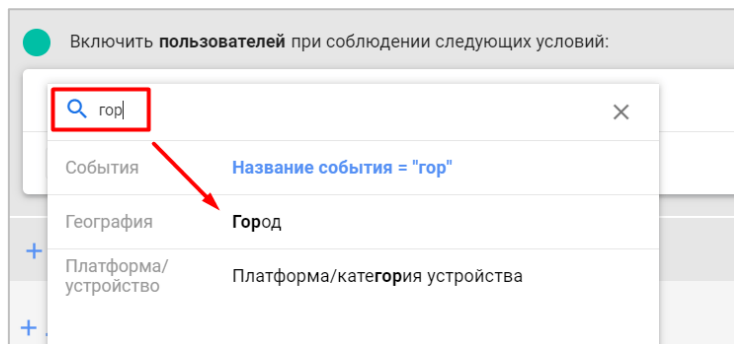 Включить пользователей при соблюдении следующих условий:
гор
События Название события = "гор"
География Город
Платформа/
устройство Платформа/категория устройства